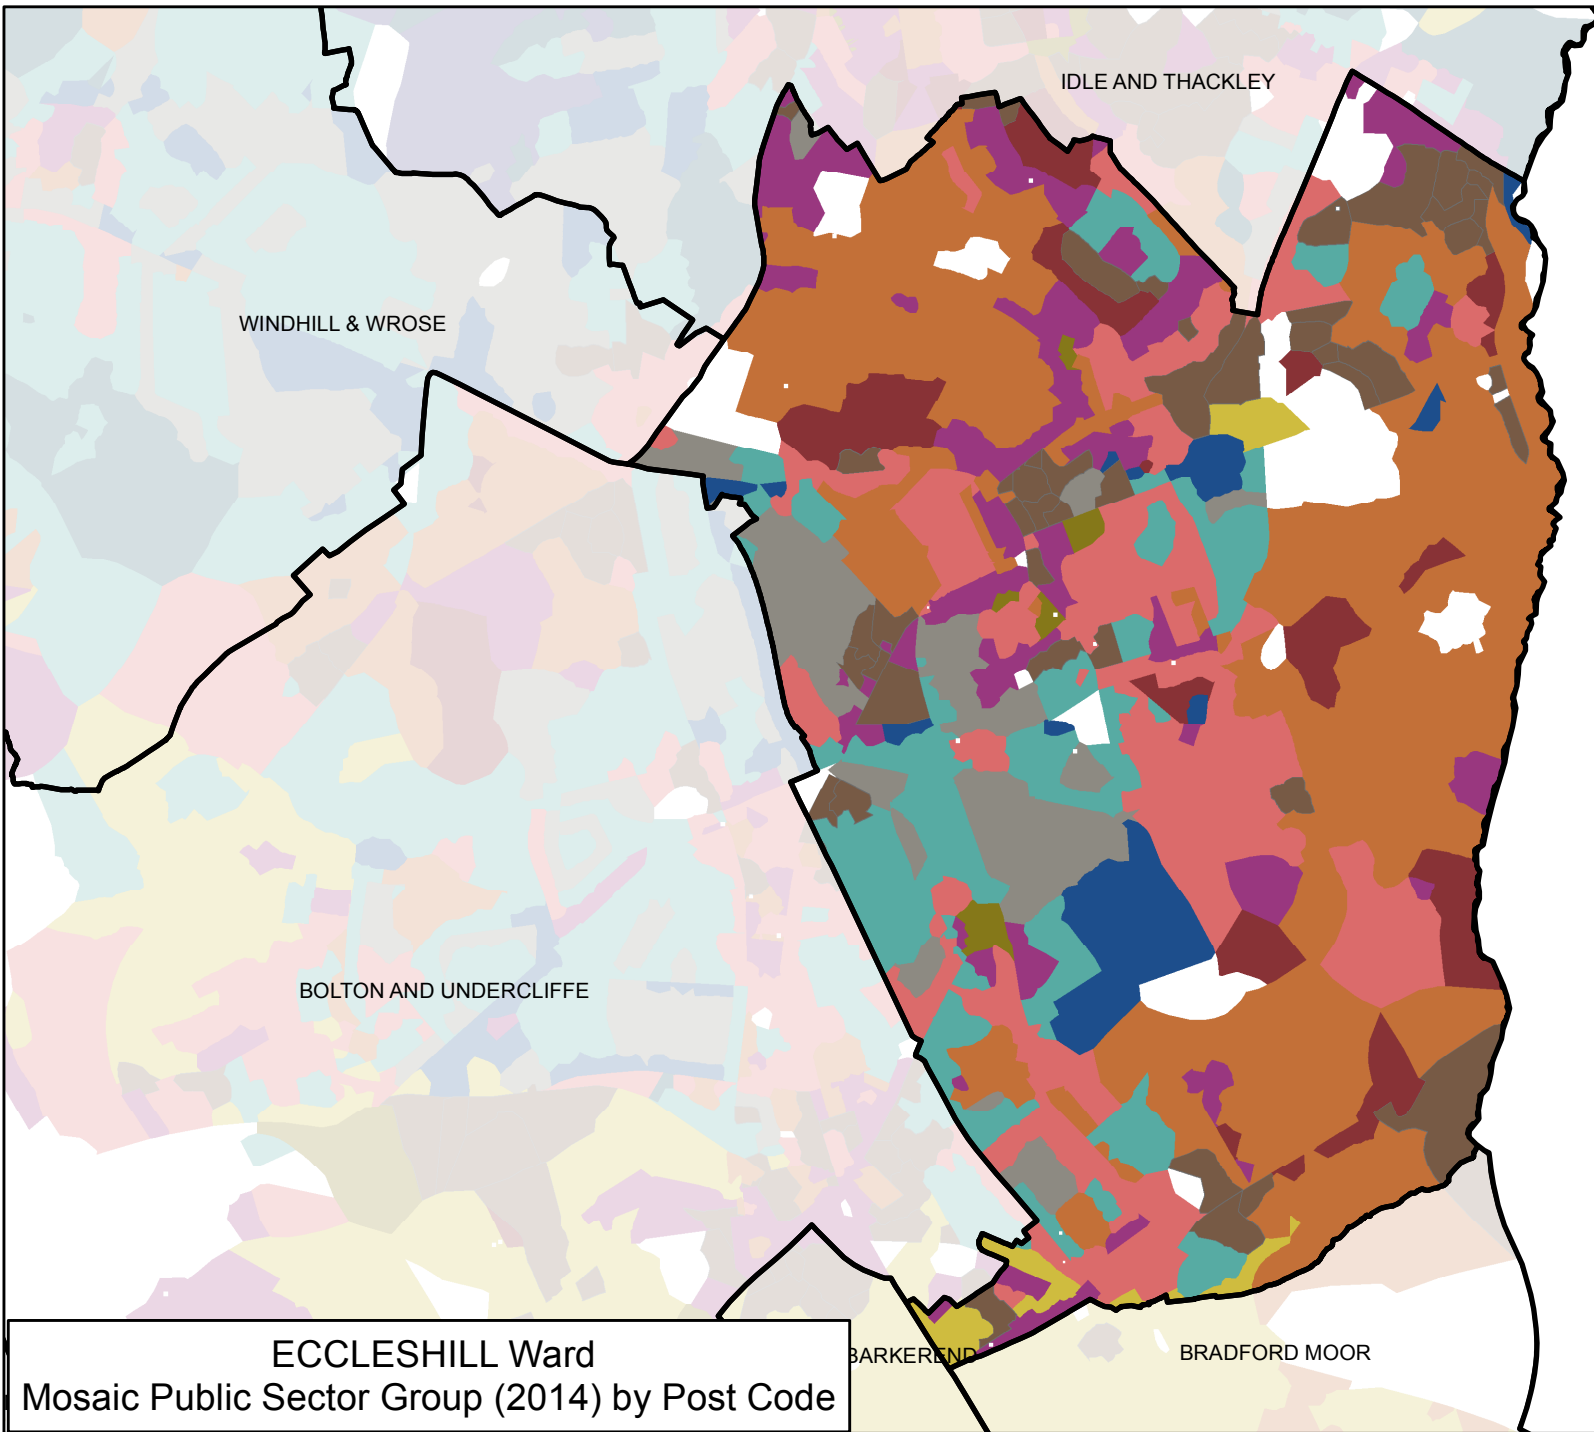 IDLE AND THACKLEY
WINDHILL & WROSE
BOLTON AND UNDERCLIFFE
BARKEREND
BRADFORD MOOR
ECCLESHILL Ward
Mosaic Public Sector Group (2014) by Post Code